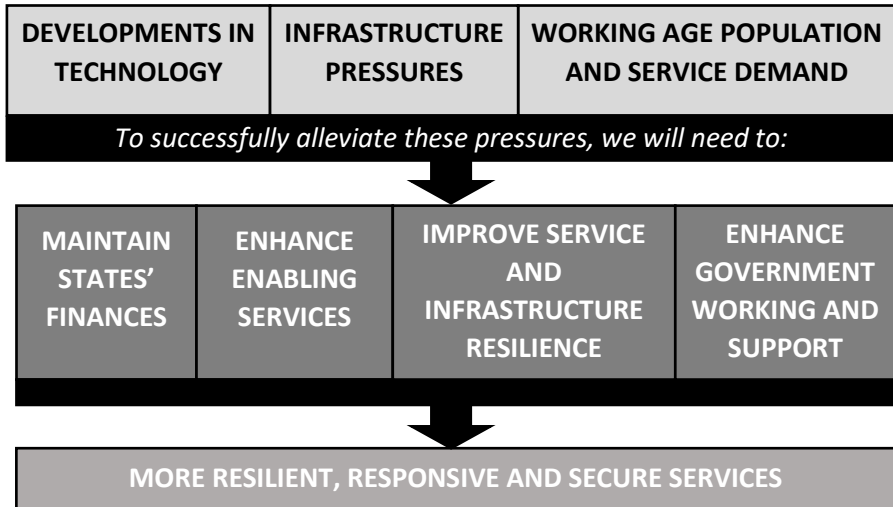 DEVELOPMENTS IN
TECHNOLOGY
INFRASTRUCTURE
PRESSURES
WORKING AGE POPULATION
AND SERVICE DEMAND
To successfully alleviate these pressures, we will need to:
MAINTAIN
STATES’
FINANCES
ENHANCE
ENABLING
SERVICES
IMPROVE SERVICE
AND
INFRASTRUCTURE
RESILIENCE
ENHANCE
GOVERNMENT
WORKING AND
SUPPORT
MORE RESILIENT, RESPONSIVE AND SECURE SERVICES